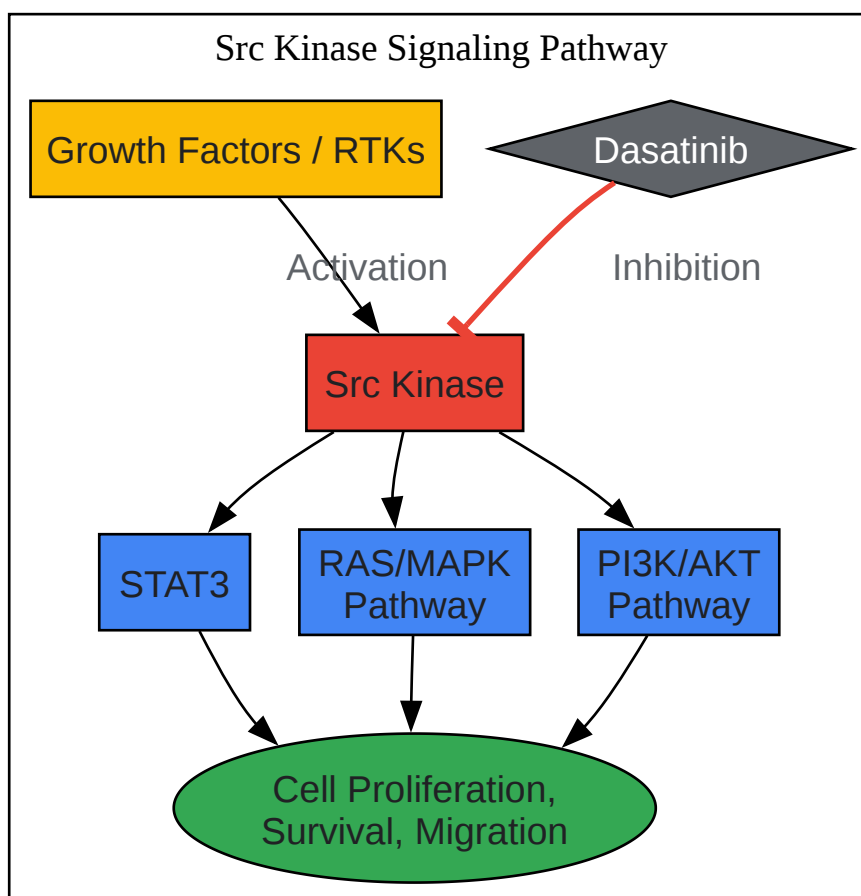 Src Kinase Signaling Pathway
Growth Factors / RTKs
Dasatinib
Activation
Inhibition
Src Kinase
STAT3
RAS/MAPK
Pathway
PI3K/AKT
Pathway
Cell Proliferation,
Survival, Migration